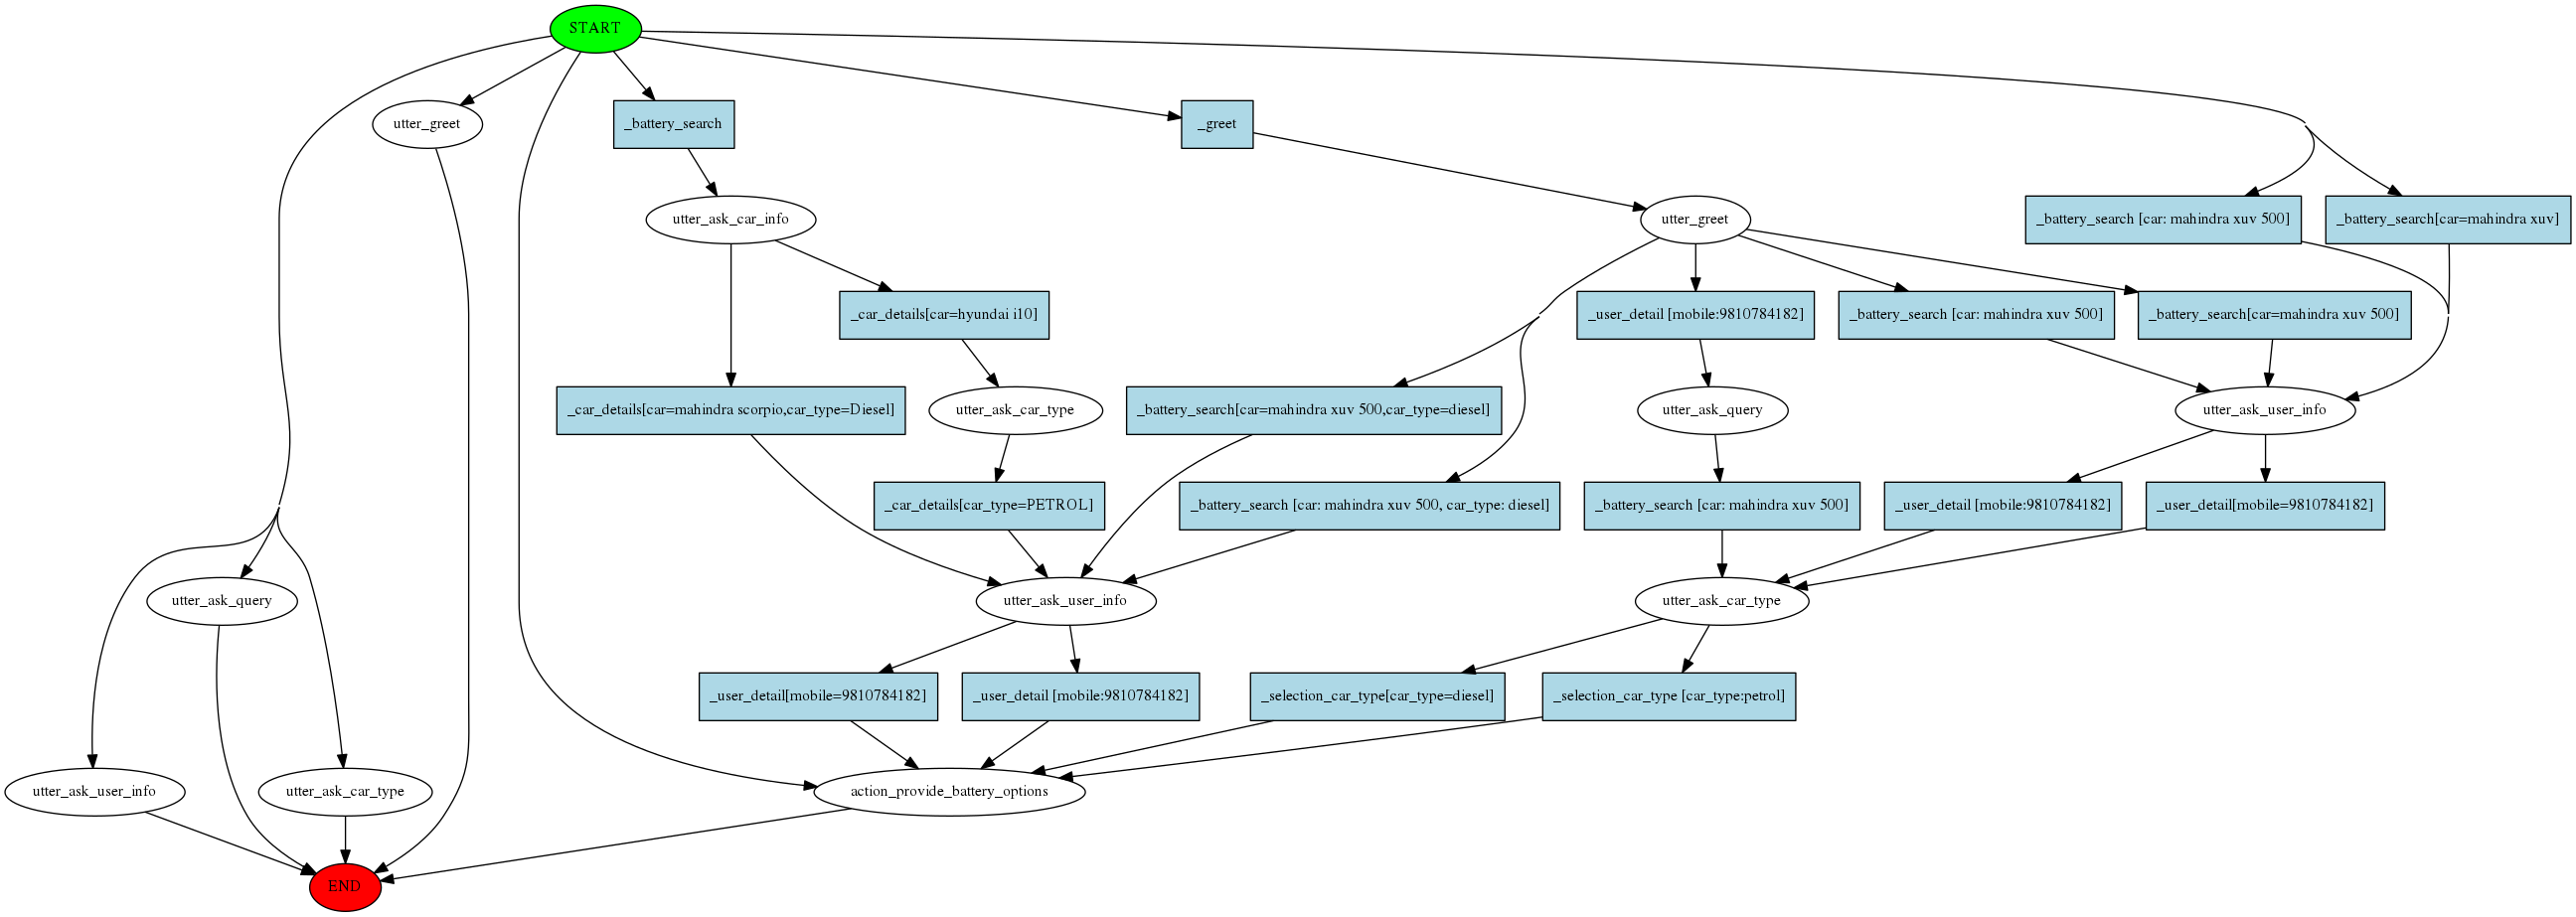 START
utter_greet
_battery_search
_greet
utter_ask_car_info
utter_greet
_battery_search [car: mahindra xuv 500]
_battery_search[car=mahindra xuv]
_car_details[car=hyundai i10]
_user_detail [mobile:9810784182]
_battery_search [car: mahindra xuv 500]
_battery_search[car=mahindra xuv 500]
_car_details[car=mahindra scorpio,car_type=Diesel]
utter_ask_car_type
_battery_search[car=mahindra xuv 500,car_type=diesel]
utter_ask_query
utter_ask_user_info
_car_details[car_type=PETROL]
_battery_search [car: mahindra xuv 500, car_type: diesel]
_battery_search [car: mahindra xuv 500]
_user_detail [mobile:9810784182]
_user_detail[mobile=9810784182]
utter_ask_query
utter_ask_user_info
utter_ask_car_type
_user_detail[mobile=9810784182]
_user_detail [mobile:9810784182]
_selection_car_type[car_type=diesel]
_selection_car_type [car_type:petrol]
utter_ask_user_info
utter_ask_car_type
action_provide_battery_options
END